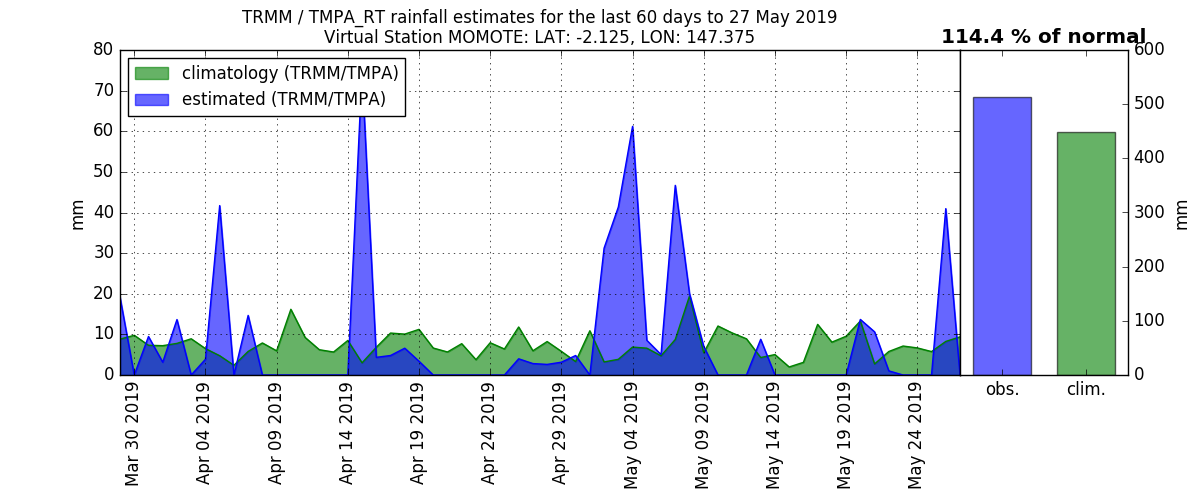 TRMM / TMPA_RT rainfall estimates for the last 60 days to 27 May 2019
Virtual Station MOMOTE: LAT: -2.125, LON: 147.375
114.4 % of normal
climatology (TRMM/TMPA)
estimated (TRMM/TMPA)
mm
80
70
60
50
40
30
20
10
0
Mar 30 2019
Apr 04 2019
Apr 09 2019
Apr 14 2019
Apr 19 2019
Apr 24 2019
Apr 29 2019
May 04 2019
May 09 2019
May 14 2019
May 19 2019
May 24 2019
600
500
400
300
200
100
0
mm
obs.
clim.